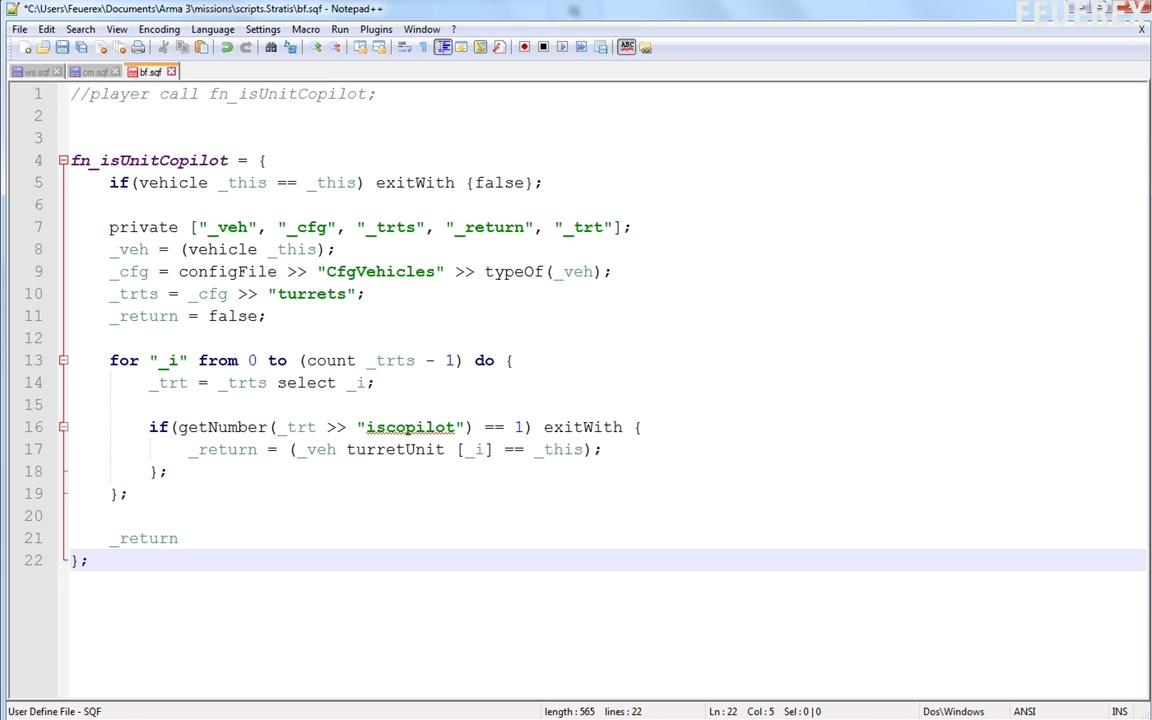 *C:\Users\Feuerex\Documents\Arma 3\missions\scripts.Stratis\bf.sqf - Notepad++
FEUEREX
File Edit Search View Encoding Language Settings Macro Run Plugins Window ? X
ws.sqf cm.sqf bf.sqf
1 //player call fn_isUnitCopilot;
2
3
4 fn_isUnitCopilot = {
5 if(vehicle _this == _this) exitWith {false};
6
7 private ["_veh", "_cfg", "_trts", "_return", "_trt"];
8 _veh = (vehicle _this);
9 _cfg = configFile >> "CfgVehicles" >> typeOf(_veh);
10 _trts = _cfg >> "turrets";
11 _return = false;
12
13 for "_i" from 0 to (count _trts - 1) do {
14 _trt = _trts select _i;
15
16 if(getNumber(_trt >> "iscopilot") == 1) exitWith {
17 _return = (_veh turretUnit [_i] == _this);
18 };
19 };
20
21 _return
22 };
User Define File - SQF length : 565 lines : 22 Ln : 22 Col : 5 Sel : 0 | 0 Dos\Windows ANSI INS